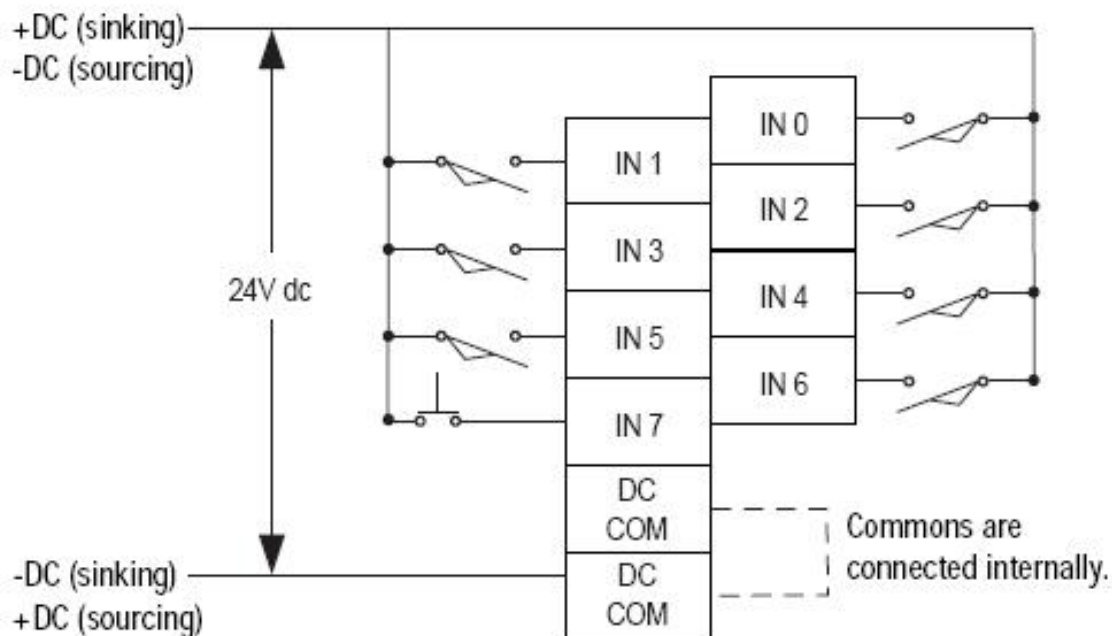 +DC (sinking)
-DC (sourcing)
IN 0
IN 1
IN 2
IN 3
24V dc
IN 4
IN 5
IN 6
IN 7
DC
COM
Commons are
connected internally.
-DC (sinking)
+DC (sourcing)
DC
COM